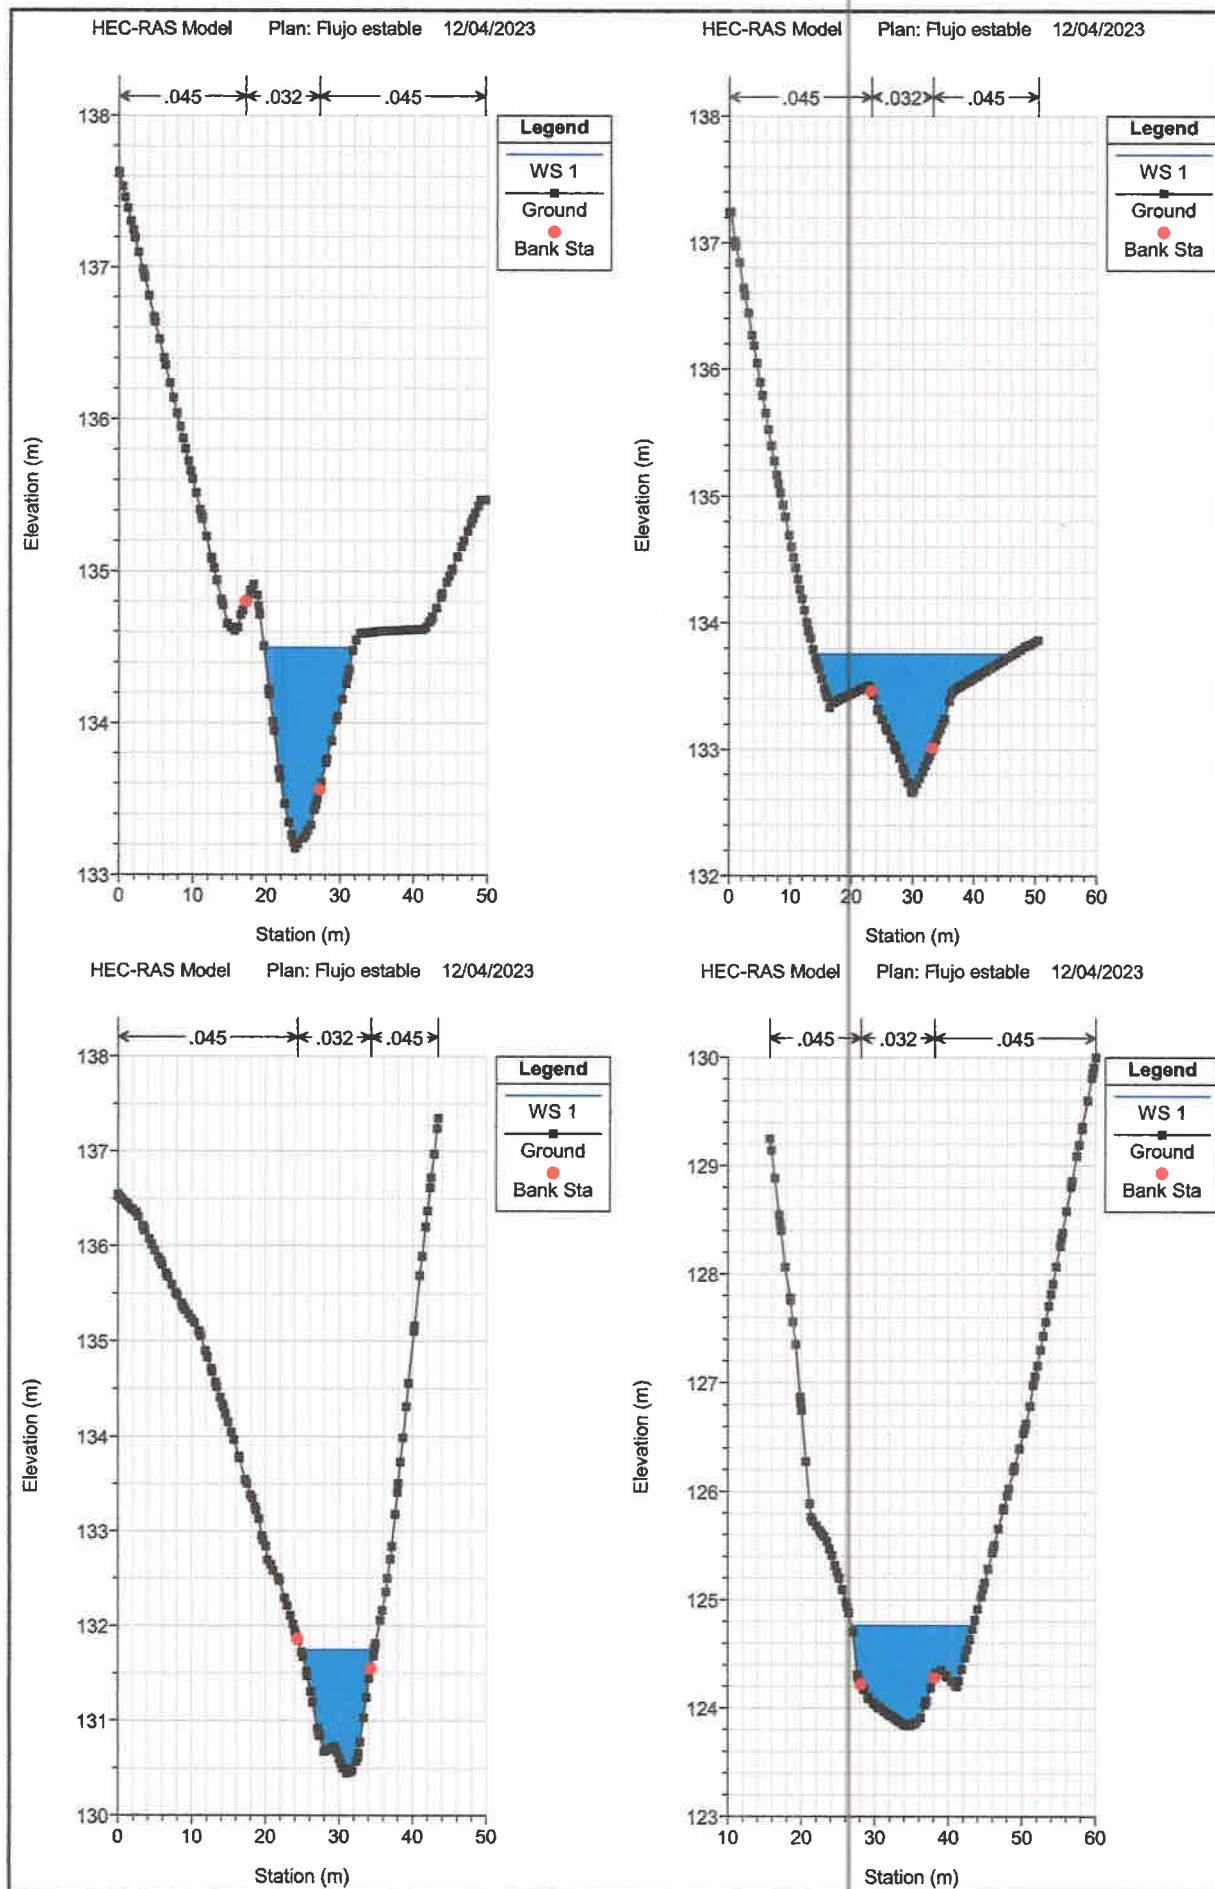 HEC-RAS Model Plan: Flujo estable 12/04/2023
.045 .032 .045
138
137
136
135
134
133
Elevation (m)
0 10 20 30 40 50
Station (m)
Legend
WS 1
Ground
Bank Sta
HEC-RAS Model Plan: Flujo estable 12/04/2023
.045 .032 .045
138
137
136
135
134
133
132
Elevation (m)
0 10 20 30 40 50 60
Station (m)
Legend
WS 1
Ground
Bank Sta
HEC-RAS Model Plan: Flujo estable 12/04/2023
.045 .032 .045
138
137
136
135
134
133
132
131
130
Elevation (m)
0 10 20 30 40 50
Station (m)
Legend
WS 1
Ground
Bank Sta
HEC-RAS Model Plan: Flujo estable 12/04/2023
.045 .032 .045
130
129
128
127
126
125
124
123
Elevation (m)
10 20 30 40 50 60
Station (m)
Legend
WS 1
Ground
Bank Sta